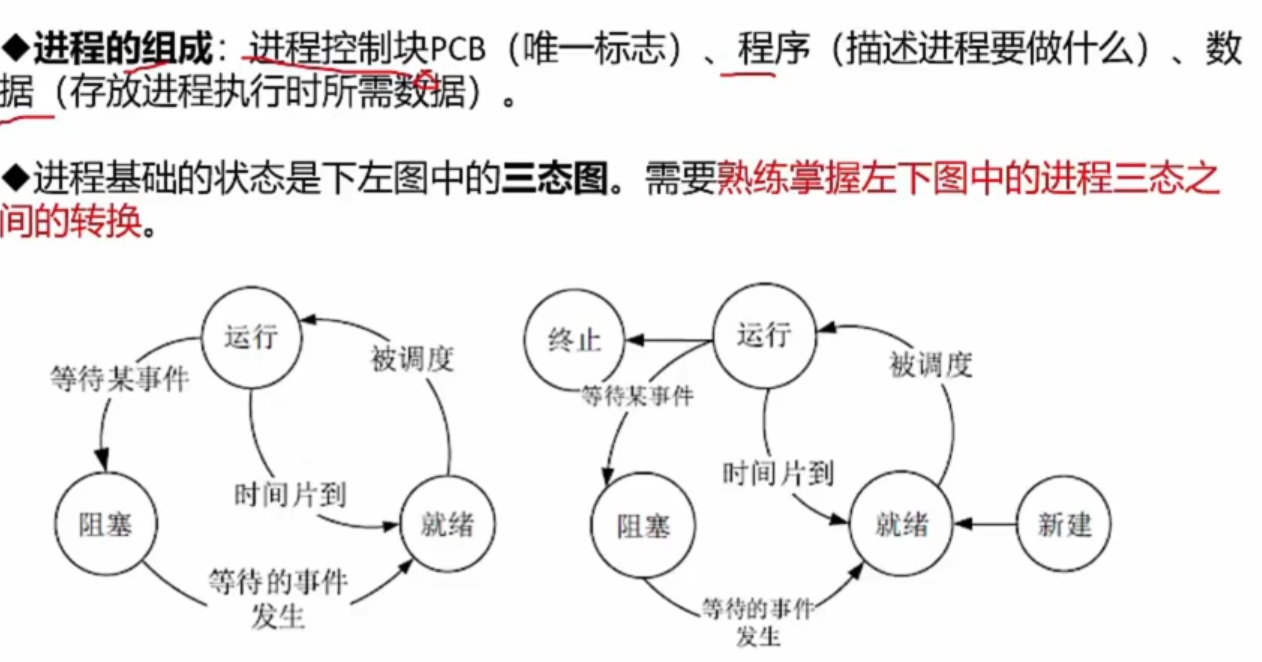 ◆进程的组成：进程控制块PCB（唯一标志）、程序（描述进程要做什么）、数
据（存放进程执行时所需数据）。
◆进程基础的状态是下左图中的三态图。需要熟练掌握左下图中的进程三态之
间的转换。
运行
等待某事件
被调度
时间片到
阻塞
就绪
等待的事件
发生
终止
运行
等待某事件
被调度
时间片到
阻塞
就绪
新建
等待的事件
发生